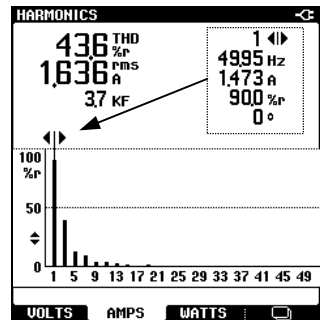 HARMONICS
43.6 THD %r
1.636 rms A
3.7 KF
1
49.95 Hz
1.473 A
90.0 %r
0 °
100
%r
50
0
1 5 9 13 17 21 25 29 33 37 41 45 49
VOLTS AMPS WATTS